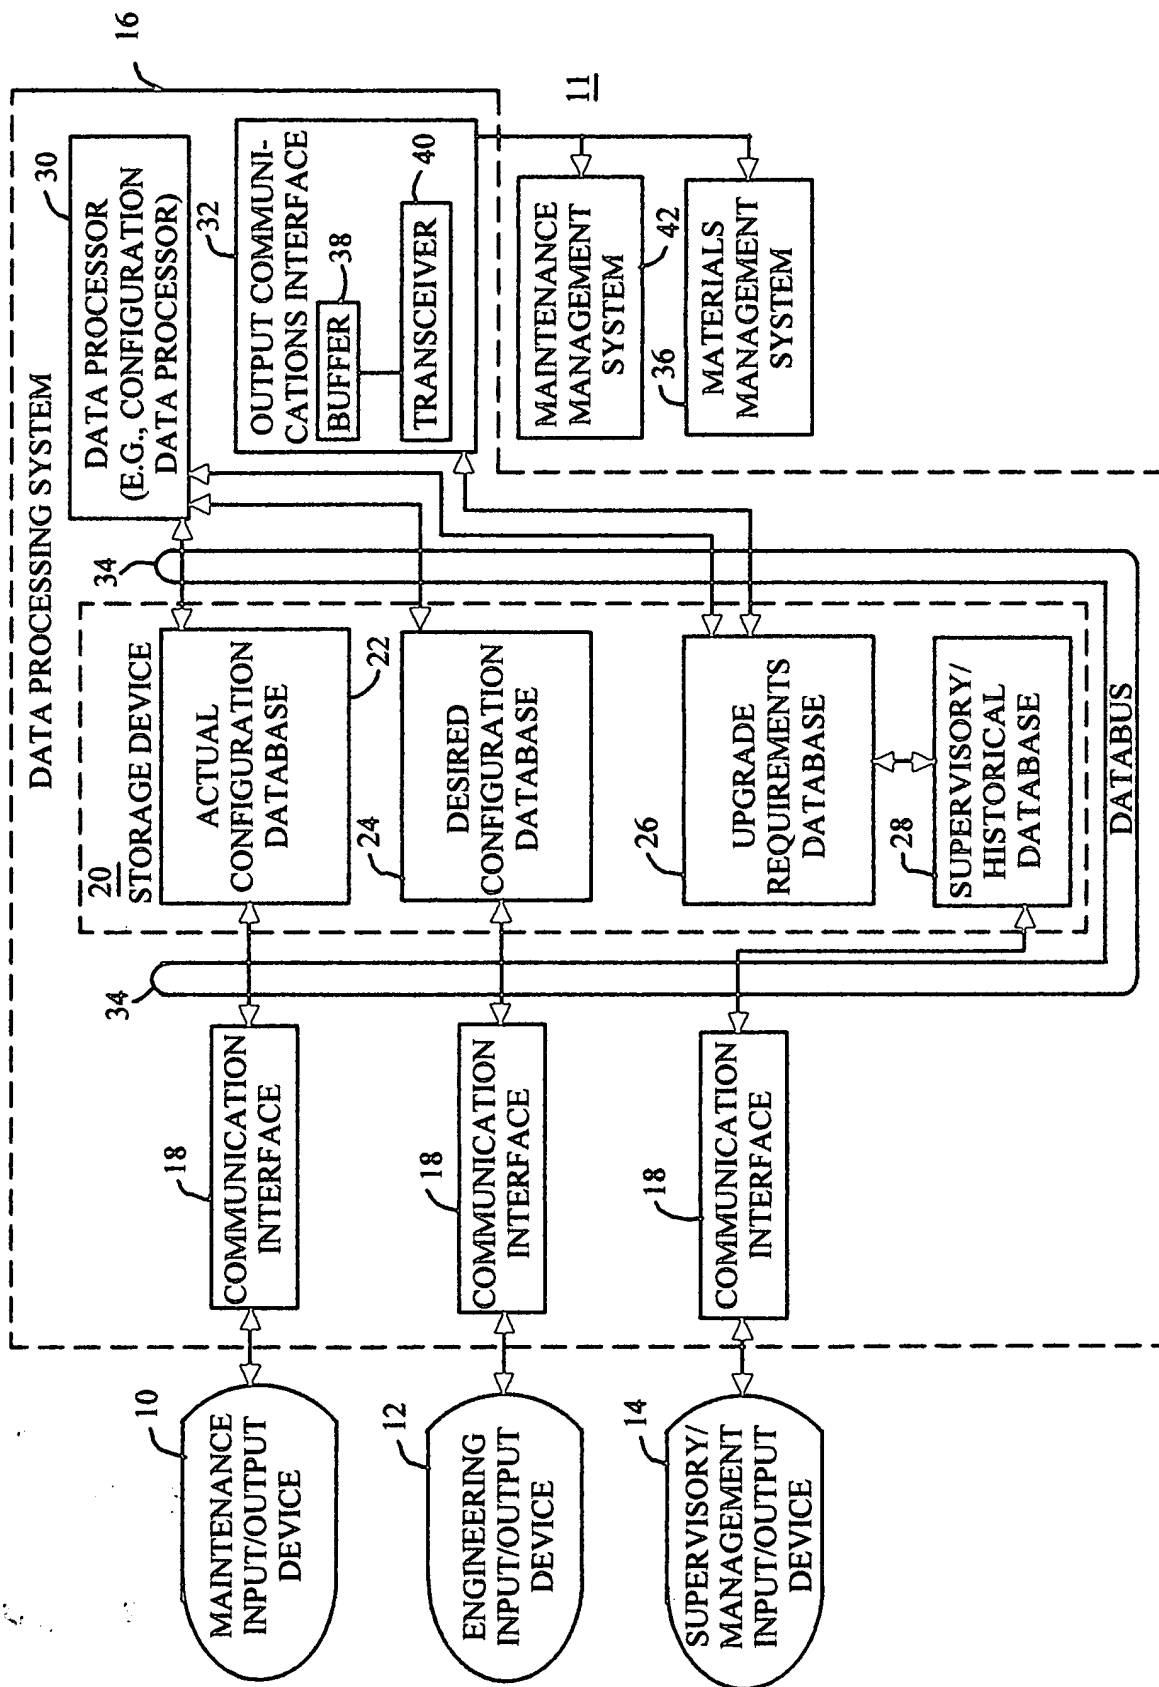 DATA PROCESSING SYSTEM
16
10
MAINTENANCE
INPUT/OUTPUT
DEVICE
18
COMMUNICATION
INTERFACE
34
20
STORAGE DEVICE
ACTUAL
CONFIGURATION
DATABASE
22
34
30
DATA PROCESSOR
(E.G., CONFIGURATION
DATA PROCESSOR)
12
ENGINEERING
INPUT/OUTPUT
DEVICE
18
COMMUNICATION
INTERFACE
24
DESIRED
CONFIGURATION
DATABASE
32
OUTPUT COMMUNI-
CATIONS INTERFACE
BUFFER
38
TRANSCEIVER
40
11
14
SUPERVISORY/
MANAGEMENT
INPUT/OUTPUT
DEVICE
18
COMMUNICATION
INTERFACE
26
UPGRADE
REQUIREMENTS
DATABASE
28
SUPERVISORY/
HISTORICAL
DATABASE
MAINTENANCE
MANAGEMENT
SYSTEM
42
36
MATERIALS
MANAGEMENT
SYSTEM
DATABUS